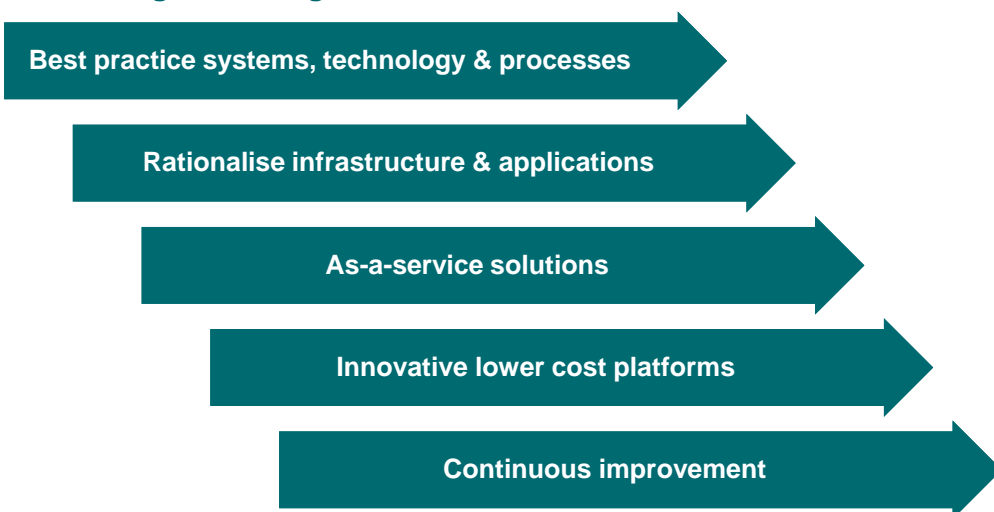 Best practice systems, technology & processes
Rationalise infrastructure & applications
As-a-service solutions
Innovative lower cost platforms
Continuous improvement